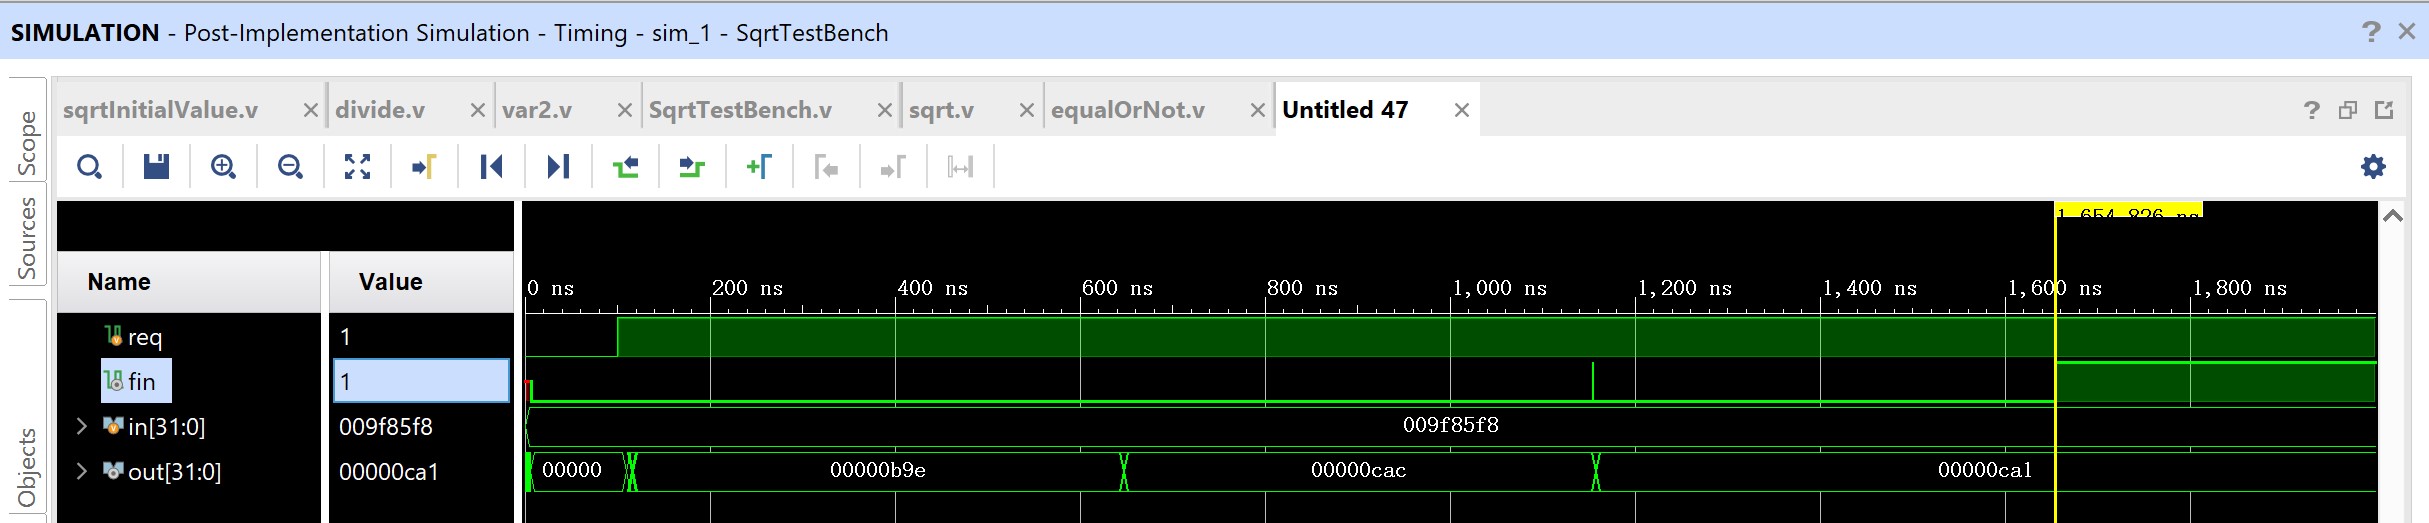 SIMULATION - Post-Implementation Simulation - Timing - sim_1 - SqrtTestBench
Scope
Sources
Objects
sqrtInitialValue.v divide.v var2.v SqrtTestBench.v sqrt.v equalOrNot.v Untitled 47
1,654.826 ns
Name Value
0 ns 200 ns 400 ns 600 ns 800 ns 1,000 ns 1,200 ns 1,400 ns 1,600 ns 1,800 ns
req 1
fin 1
in[31:0] 009f85f8 009f85f8
out[31:0] 00000ca1 00000 00000b9e 00000cac 00000ca1